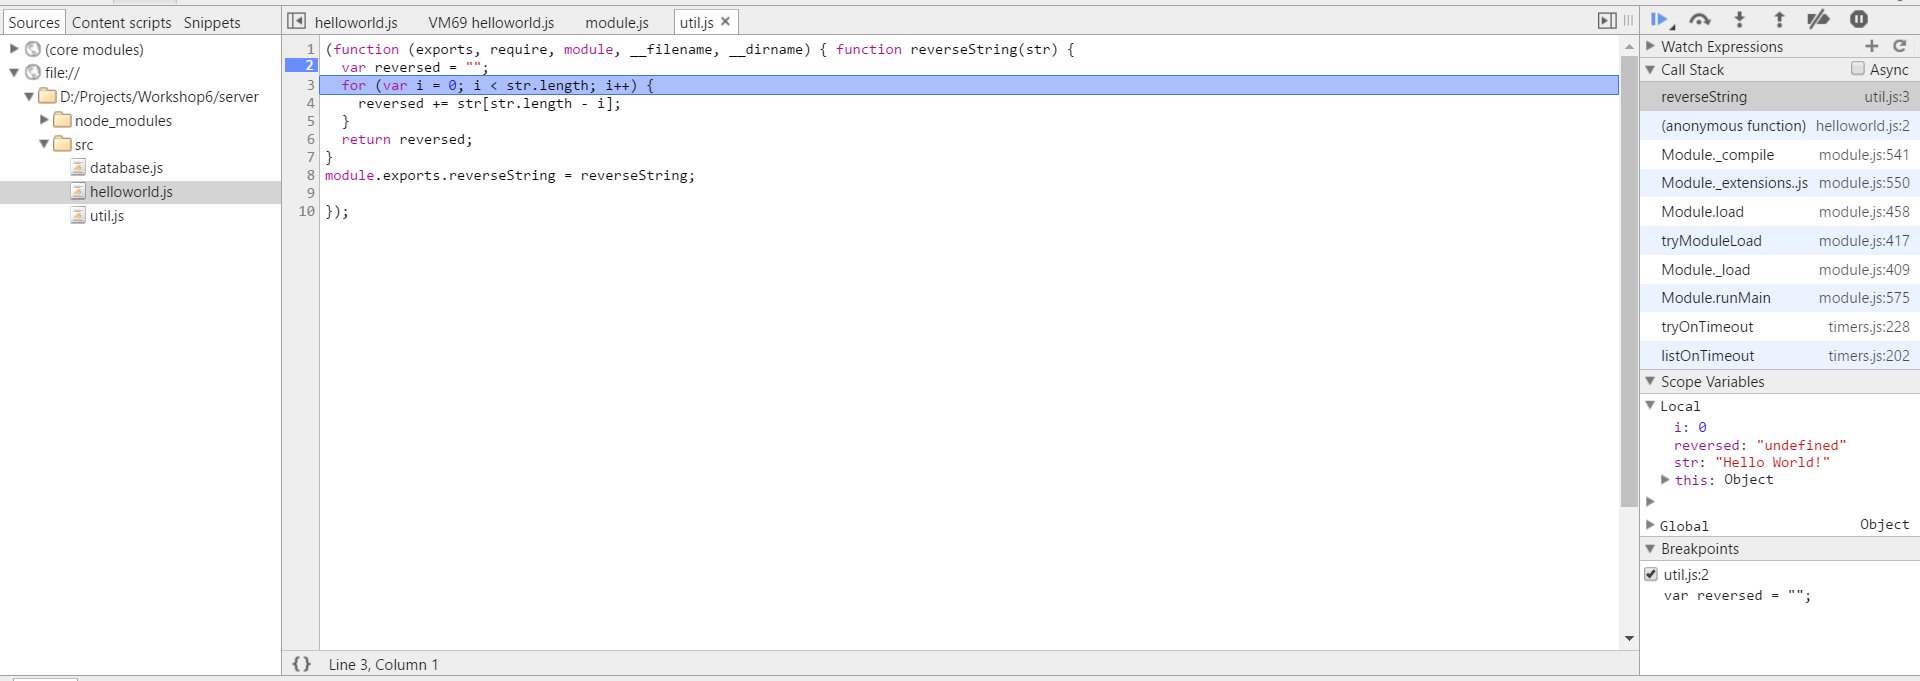 Sources Content scripts Snippets
(core modules)
file://
D:/Projects/Workshop6/server
node_modules
src
database.js
helloworld.js
util.js
helloworld.js VM69 helloworld.js module.js util.js ×
1 (function (exports, require, module, __filename, __dirname) { function reverseString(str) {
2 var reversed = "";
3 for (var i = 0; i < str.length; i++) {
4 reversed += str[str.length - i];
5 }
6 return reversed;
7 }
8 module.exports.reverseString = reverseString;
9
10 });
{} Line 3, Column 1
Watch Expressions
Call Stack Async
reverseString util.js:3
(anonymous function) helloworld.js:2
Module._compile module.js:541
Module._extensions..js module.js:550
Module.load module.js:458
tryModuleLoad module.js:417
Module._load module.js:409
Module.runMain module.js:575
tryOnTimeout timers.js:228
listOnTimeout timers.js:202
Scope Variables
Local
i: 0
reversed: "undefined"
str: "Hello World!"
this: Object
Global Object
Breakpoints
util.js:2
var reversed = "";